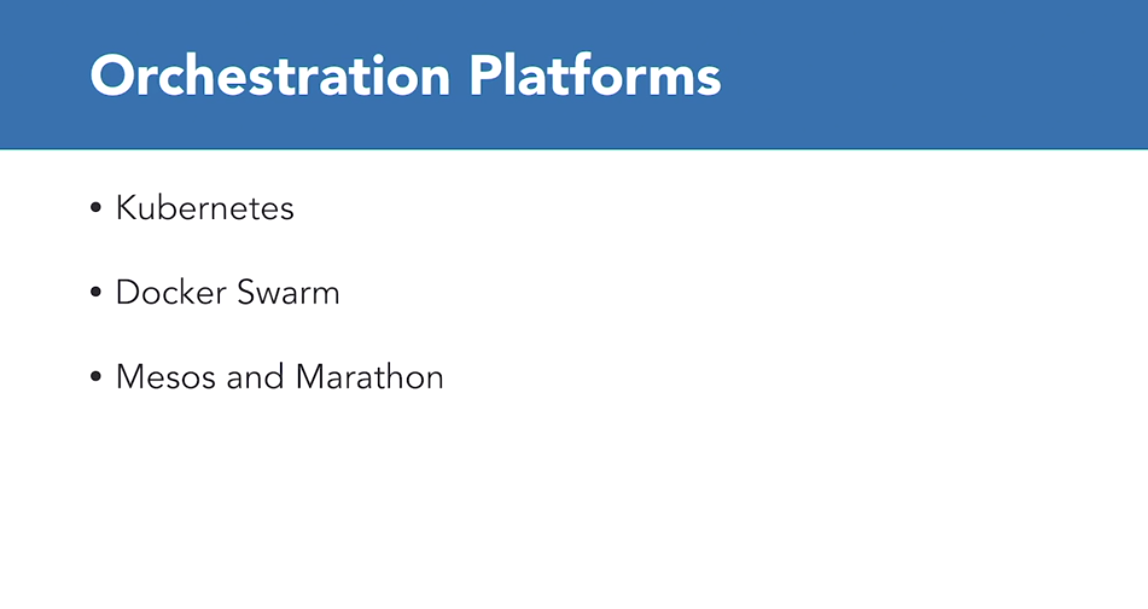 Orchestration Platforms
• Kubernetes
• Docker Swarm
• Mesos and Marathon